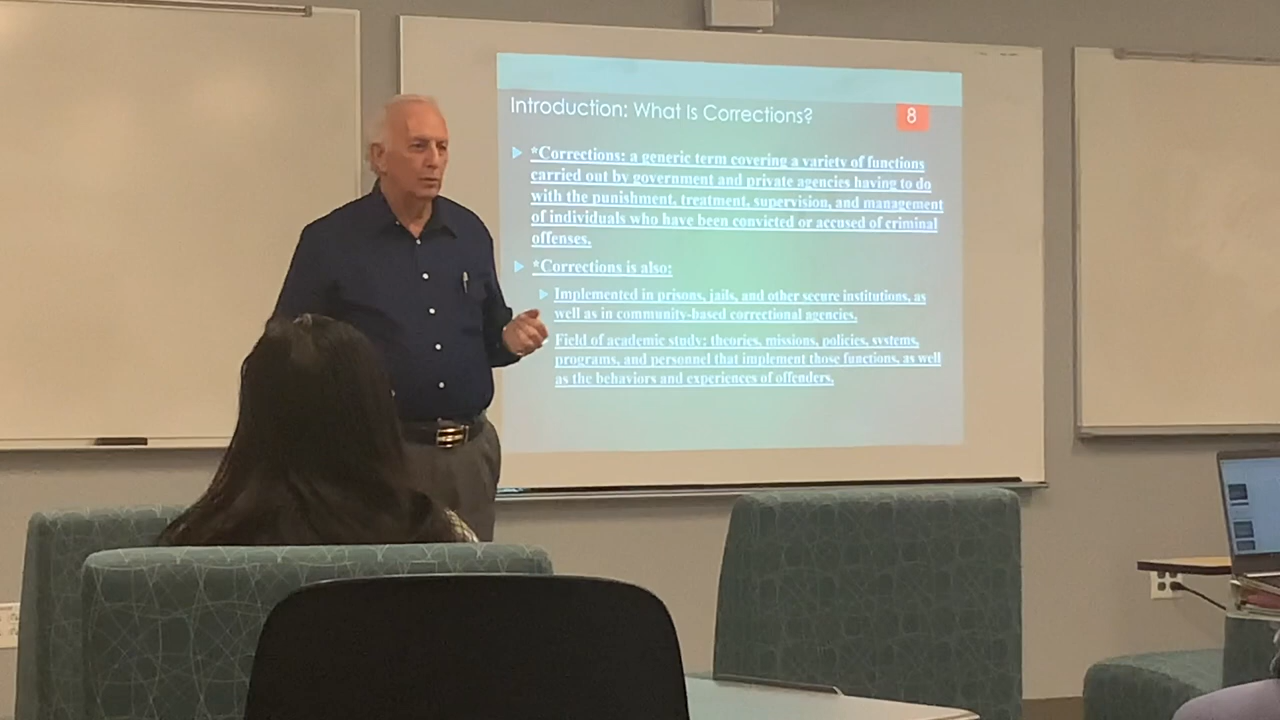 Introduction: What Is Corrections?
8
*Corrections: a generic term covering a variety of functions
carried out by government and private agencies having to do
with the punishment, treatment, supervision, and management
of individuals who have been convicted or accused of criminal
offenses.
*Corrections is also:
Implemented in prisons, jails, and other secure institutions, as
well as in community-based correctional agencies.
Field of academic study: theories, missions, policies, systems,
programs, and personnel that implement those functions, as well
as the behaviors and experiences of offenders.